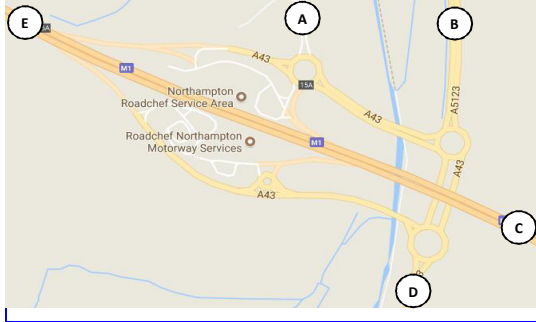 A
B
E
A43
M1
15A
Northampton
Roadchef Service Area
A43
A5123
Roadchef Northampton
Motorway Services
M1
A43
A43
C
D